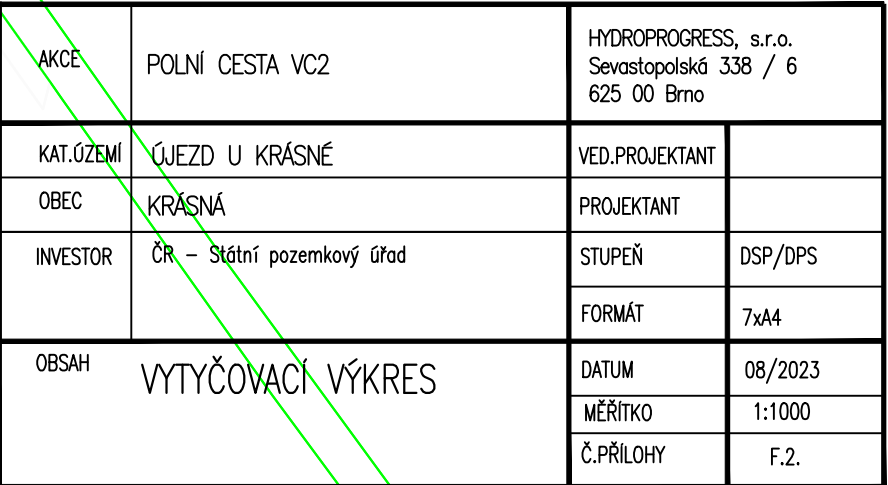 AKCE
POLNÍ CESTA VC2
HYDROPROGRESS, s.r.o.
Sevastopolská 338 / 6
625 00 Brno
KAT.ÚZEMÍ
ÚJEZD U KRÁSNÉ
VED.PROJEKTANT
OBEC
KRÁSNÁ
PROJEKTANT
INVESTOR
ČR – Státní pozemkový úřad
STUPEŇ
DSP/DPS
FORMÁT
7xA4
OBSAH
VYTYČOVACÍ VÝKRES
DATUM
08/2023
MĚŘÍTKO
1:1000
Č.PŘÍLOHY
F.2.